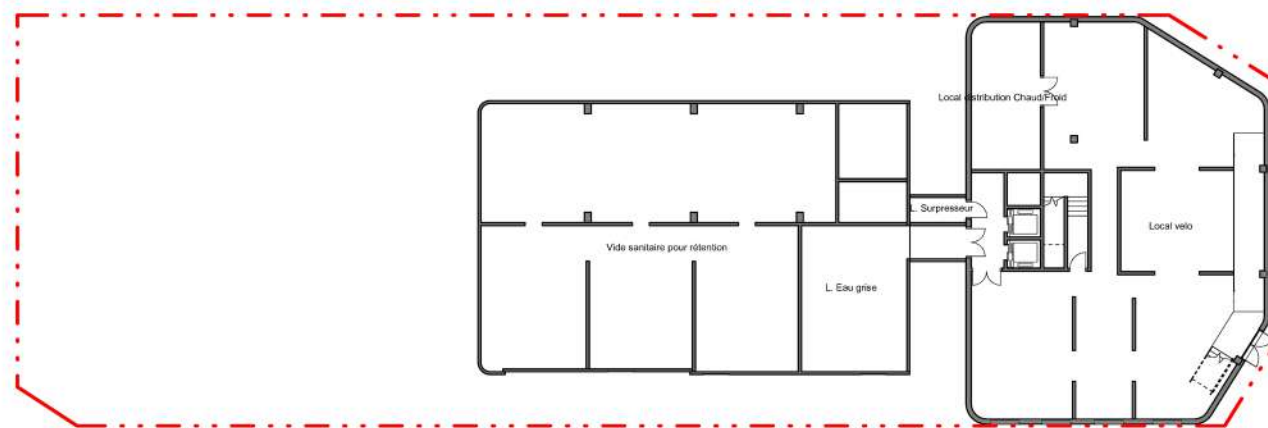 Local distribution Chaud/Froid
L. Surpresseur
Local velo
Vide sanitaire pour rétention
L. Eau grise